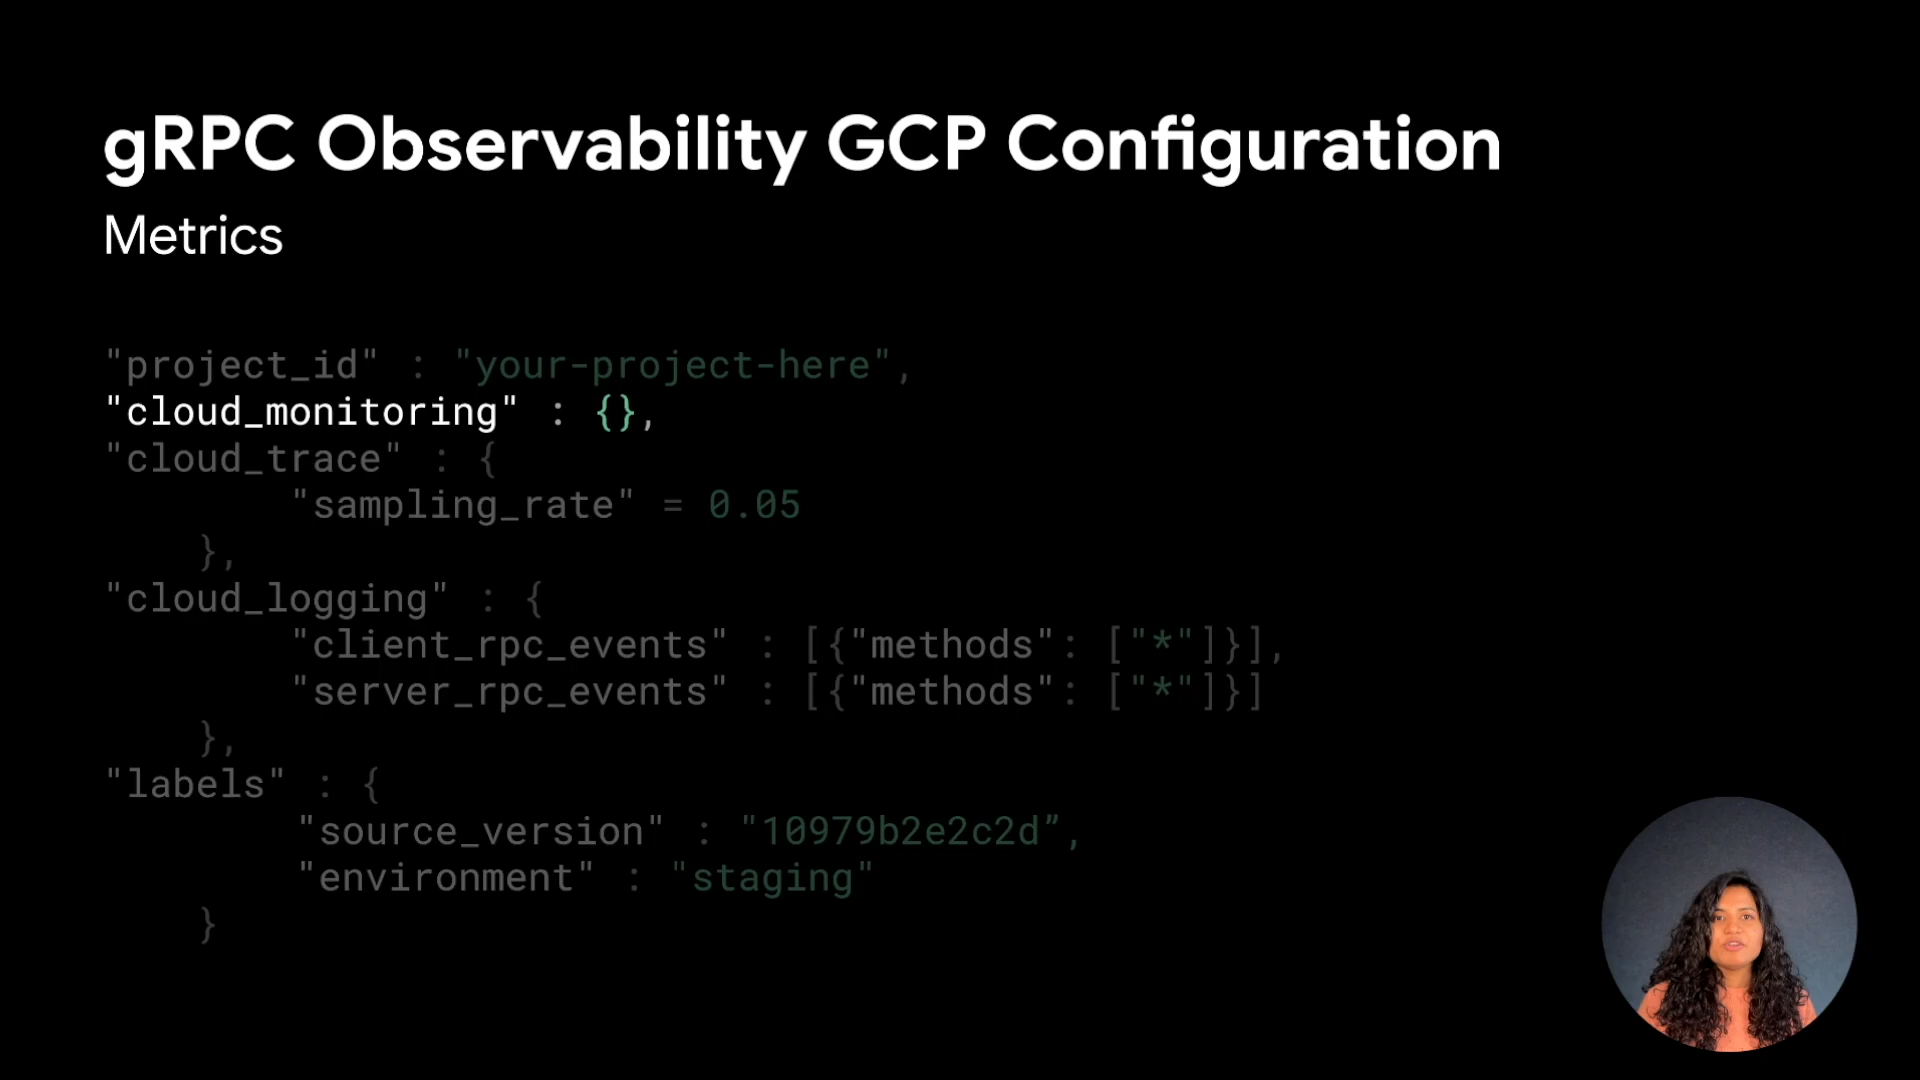 gRPC Observability GCP Configuration
Metrics
"project_id" : "your-project-here",
"cloud_monitoring" : {},
"cloud_trace" : {
"sampling_rate" = 0.05
},
"cloud_logging" : {
"client_rpc_events" : [{"methods": ["*"]}],
"server_rpc_events" : [{"methods": ["*"]}]
},
"labels" : {
"source_version" : "10979b2e2c2d”,
"environment" : "staging"
}